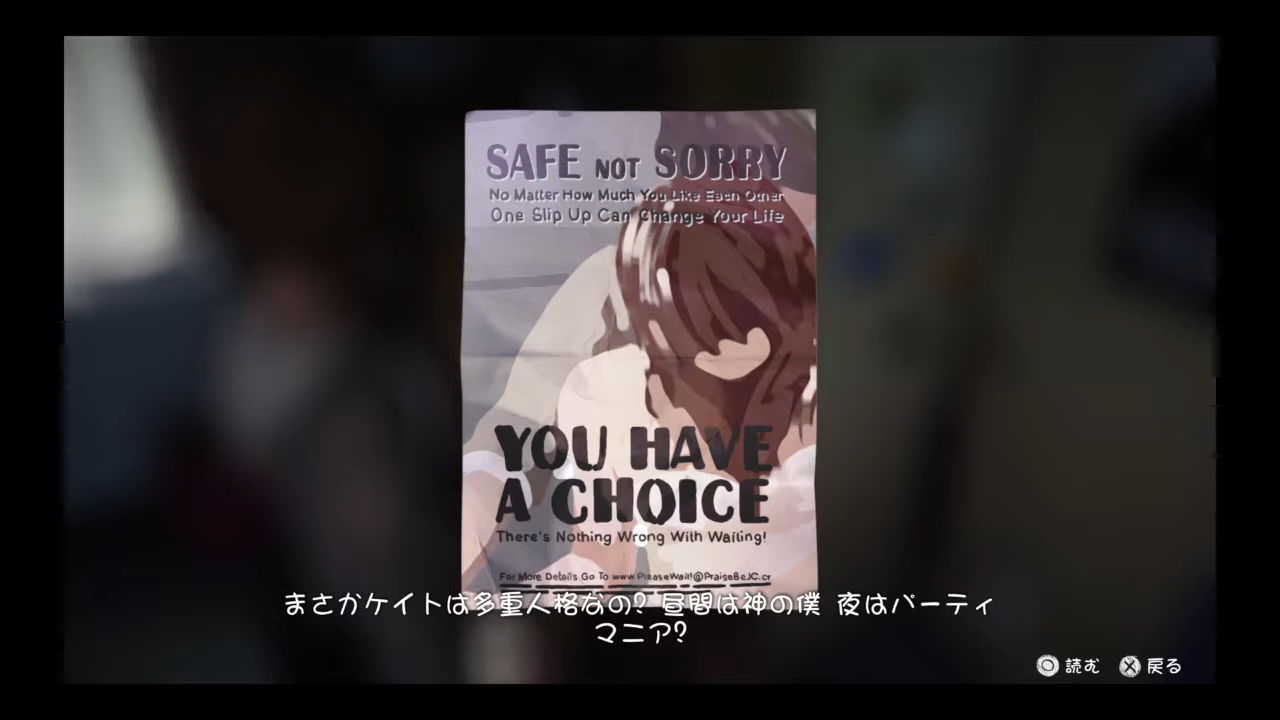 SAFE NOT SORRY
No Matter How Much You Like Each Other
One Slip Up Can Change Your Life
YOU HAVE
A CHOICE
There's Nothing Wrong With Waiting!
For More Details Go To www.PleaseWait!@PraiseBeJC.cr
まさかケイトは多重人格なの? 昼間は神の僕 夜はパーティ
マニア?
読む 戻る